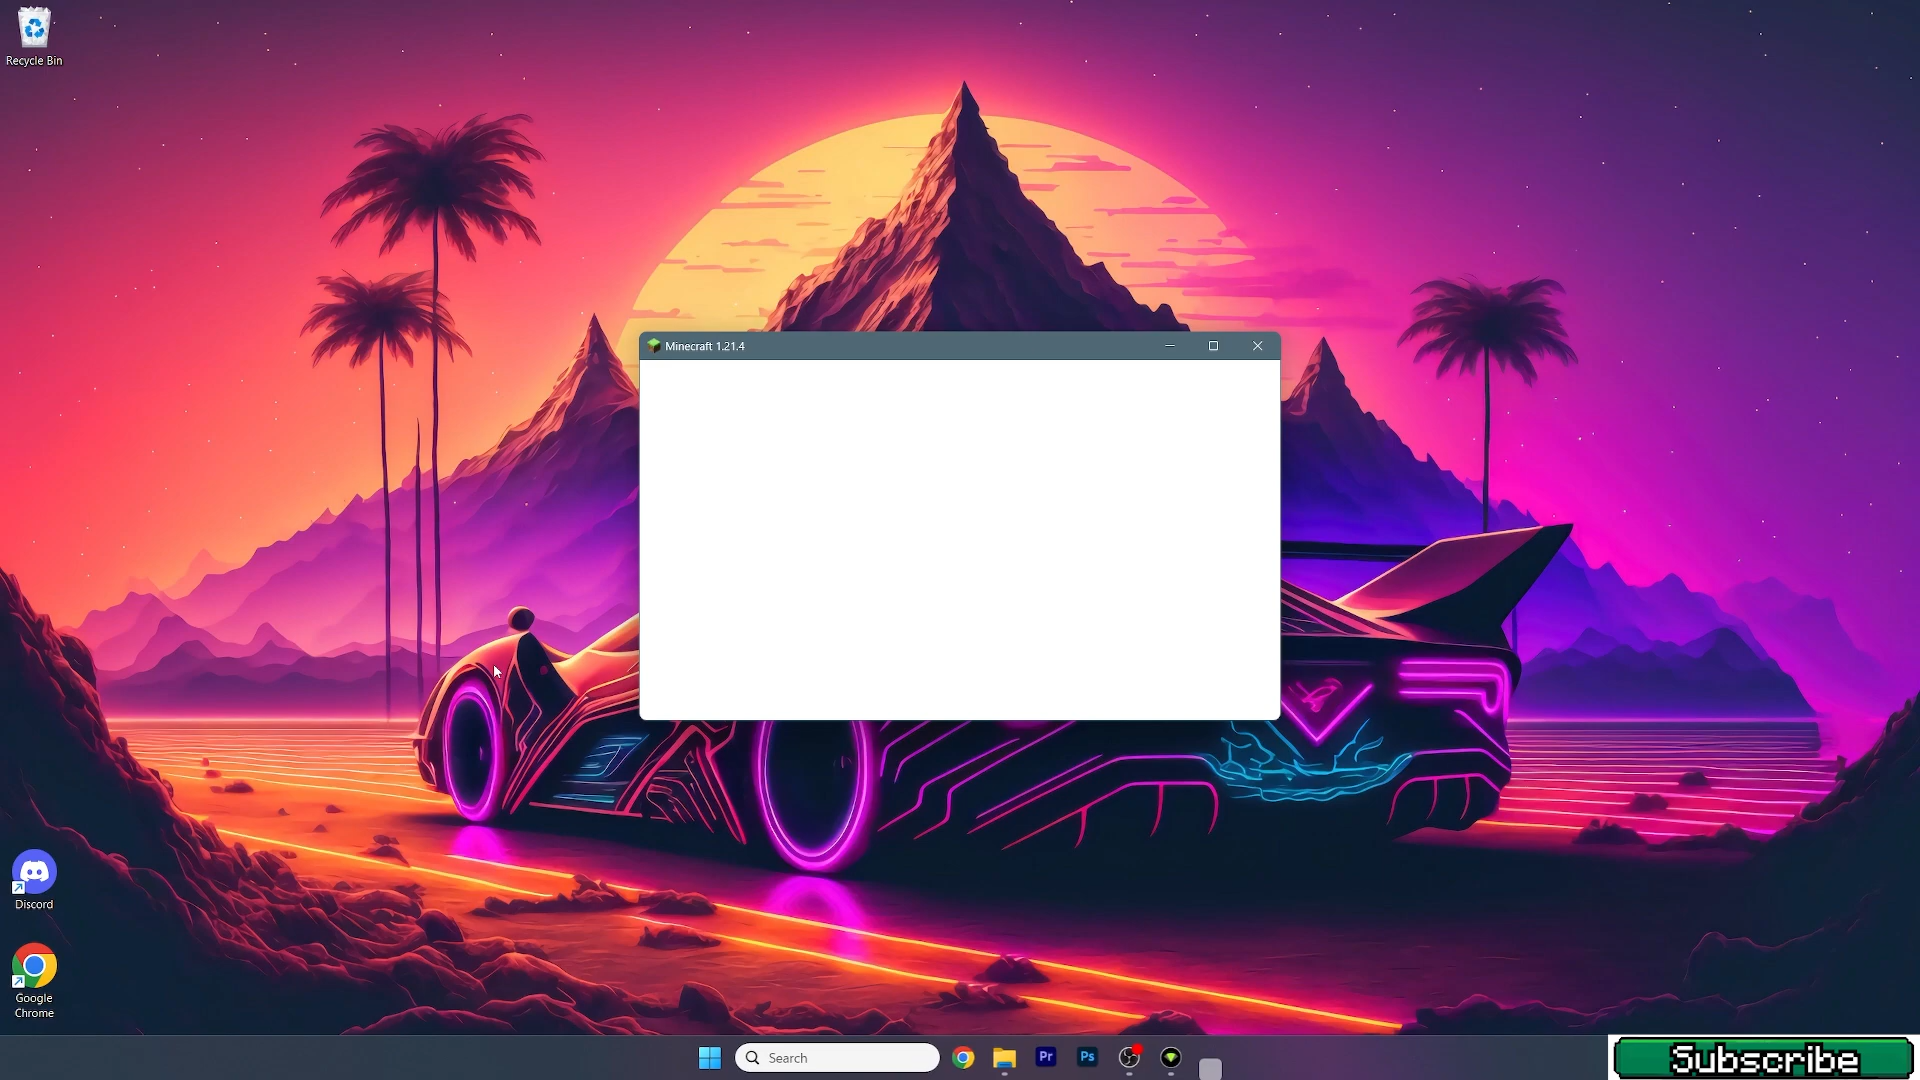 Recycle Bin
Minecraft 1.21.4
Discord
Google
Chrome
Search
Pr
Ps
Subscribe